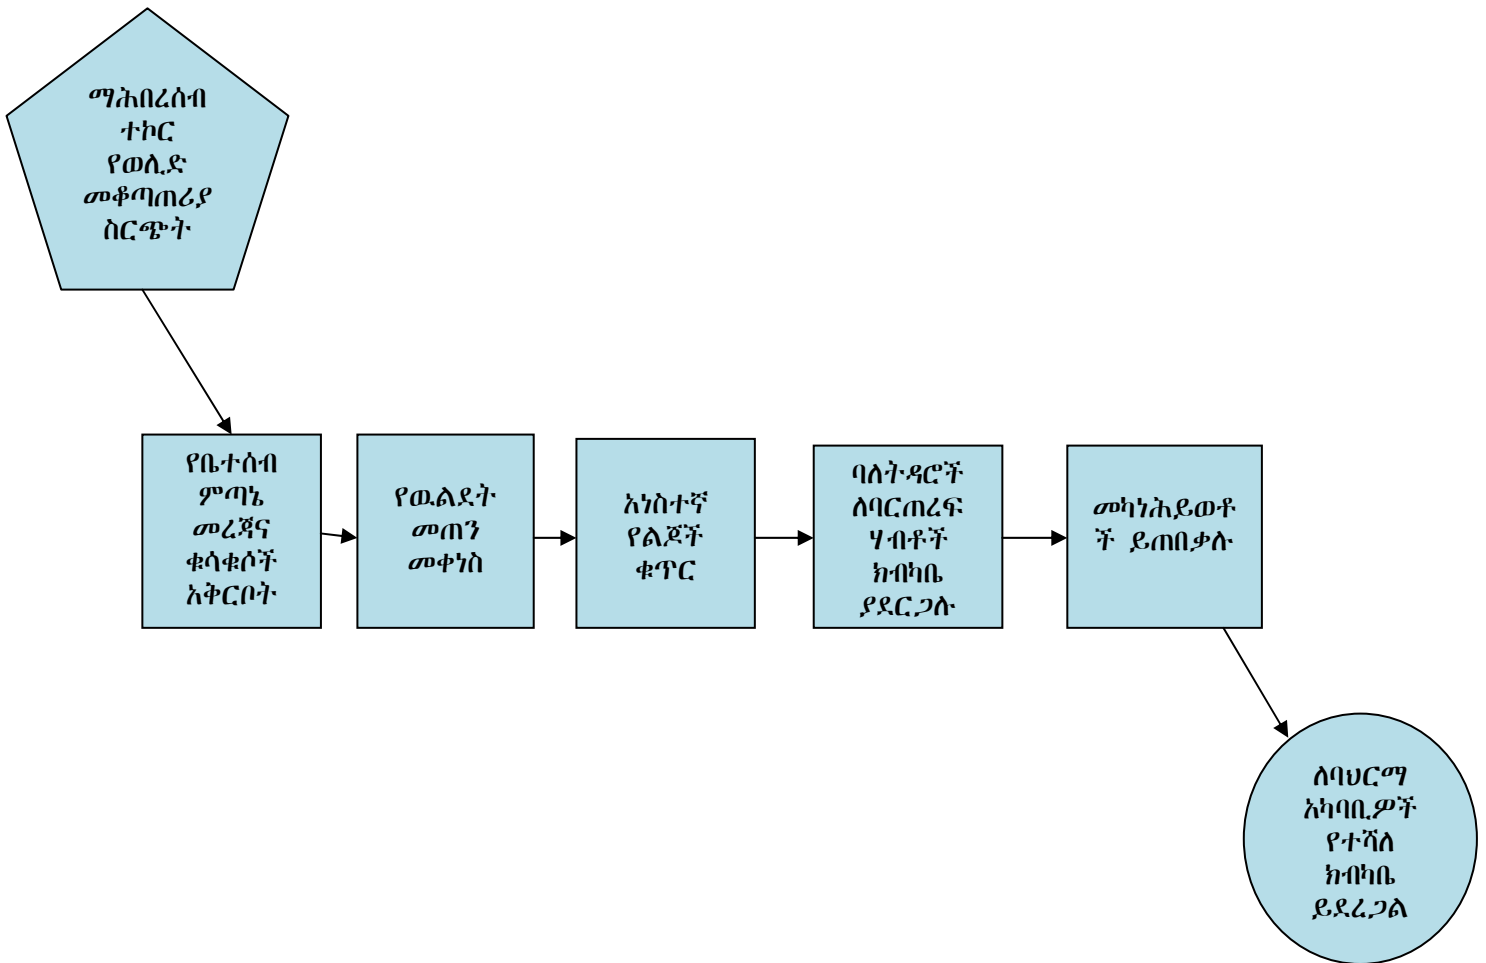 ማሕበረሰብ
ተኮር
የወሊድ
መቆጣጠሪያ
ስርጭት
የቤተሰብ
ምጣኔ
መረጃና
ቁሳቁሶች
አቅርቦት
የዉልደት
መጠን
መቀነስ
አነስተኛ
የልጆች
ቁጥር
ባለትዳሮች
ለባርጠረፍ
ሃብቶች
ክብካቤ
ያደርጋሉ
መካነሕይወቶ
ች ይጠበቃሉ
ለባህርማ
አካባቢዎች
የተሻለ
ክብካቤ
ይደረጋል